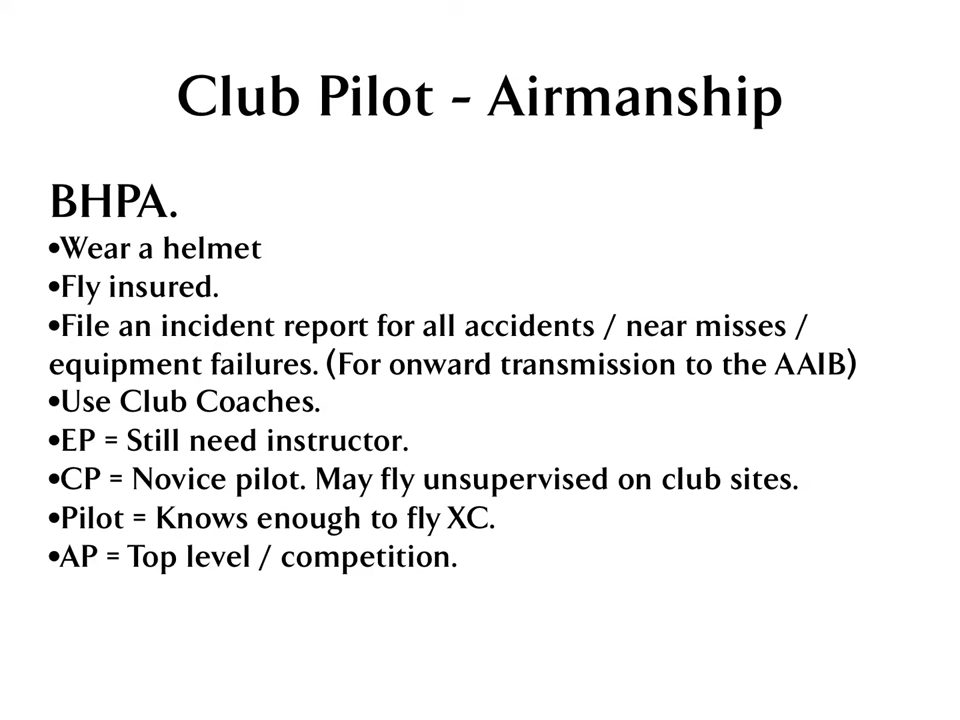 Club Pilot - Airmanship
BHPA.
•Wear a helmet
•Fly insured.
•File an incident report for all accidents / near misses /
equipment failures. (For onward transmission to the AAIB)
•Use Club Coaches.
•EP = Still need instructor.
•CP = Novice pilot. May fly unsupervised on club sites.
•Pilot = Knows enough to fly XC.
•AP = Top level / competition.